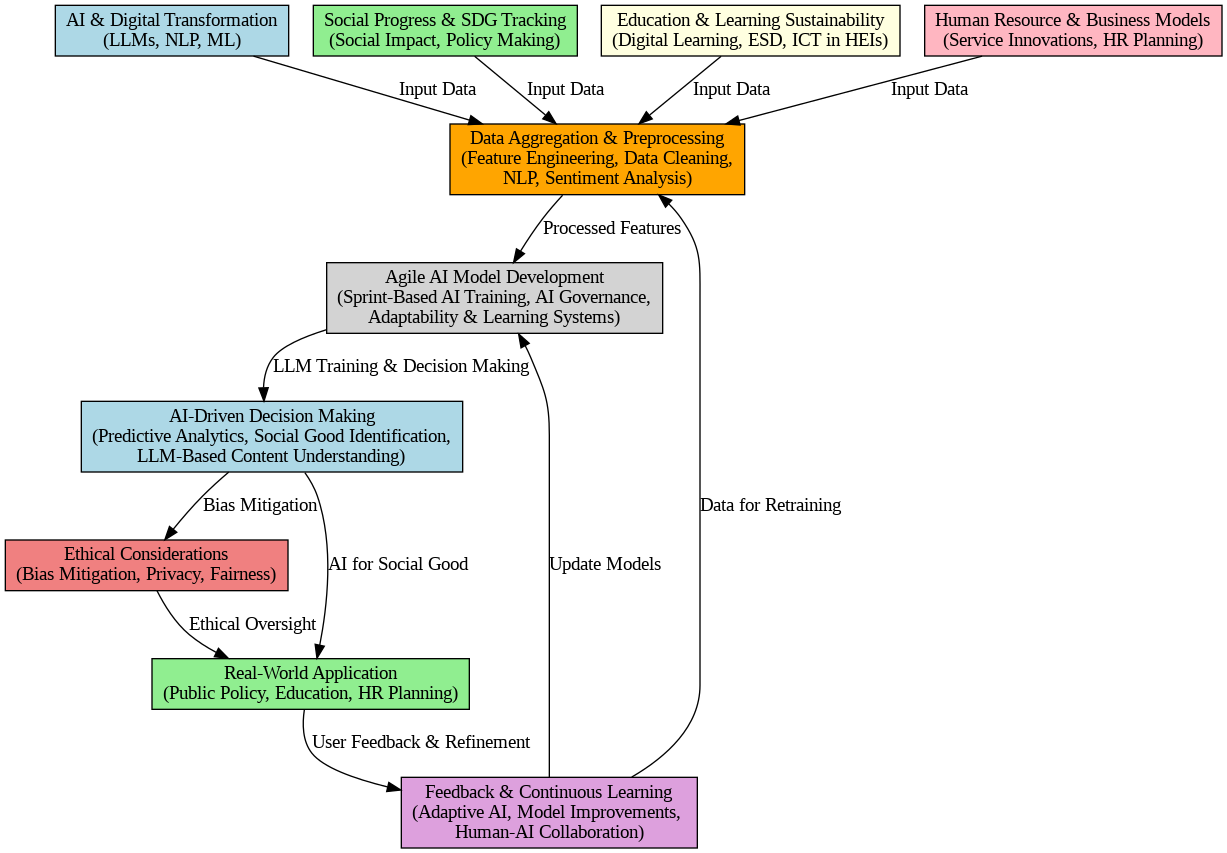 AI & Digital Transformation
(LLMs, NLP, ML)
Social Progress & SDG Tracking
(Social Impact, Policy Making)
Education & Learning Sustainability
(Digital Learning, ESD, ICT in HEIs)
Human Resource & Business Models
(Service Innovations, HR Planning)
Input Data
Input Data
Input Data
Input Data
Data Aggregation & Preprocessing
(Feature Engineering, Data Cleaning,
NLP, Sentiment Analysis)
Processed Features
Agile AI Model Development
(Sprint-Based AI Training, AI Governance,
Adaptability & Learning Systems)
LLM Training & Decision Making
AI-Driven Decision Making
(Predictive Analytics, Social Good Identification,
LLM-Based Content Understanding)
Bias Mitigation
Data for Retraining
Ethical Considerations
(Bias Mitigation, Privacy, Fairness)
AI for Social Good
Update Models
Ethical Oversight
Real-World Application
(Public Policy, Education, HR Planning)
User Feedback & Refinement
Feedback & Continuous Learning
(Adaptive AI, Model Improvements,
Human-AI Collaboration)